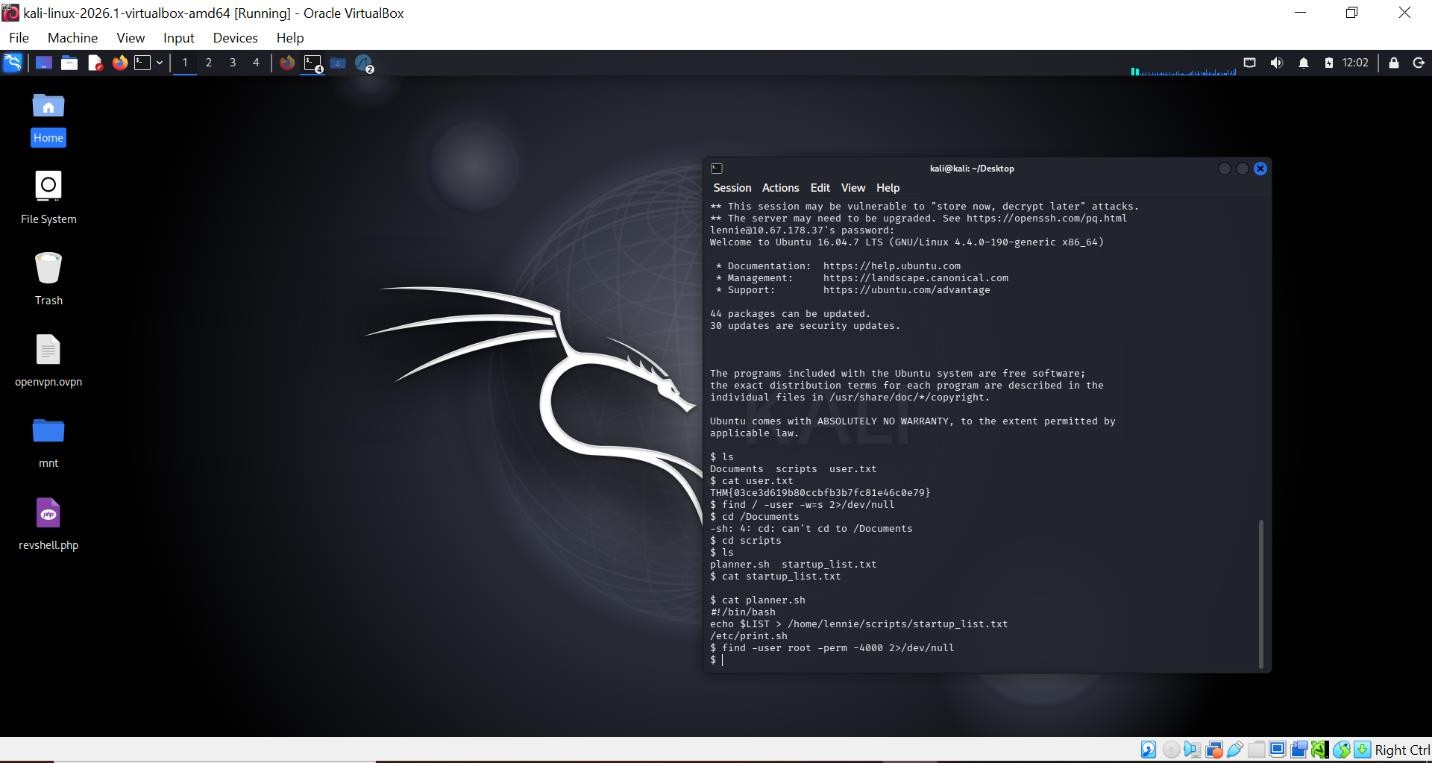 kali-linux-2026.1-virtualbox-amd64 [Running] - Oracle VirtualBox
File Machine View Input Devices Help
1 2 3 4 4 2 12:02
Home
File System
Trash
openvpn.ovpn
mnt
php
revshell.php
kali@kali: ~/Desktop
Session Actions Edit View Help
** This session may be vulnerable to "store now, decrypt later" attacks.
** The server may need to be upgraded. See https://openssh.com/pq.html
lennie@10.67.178.37's password:
Welcome to Ubuntu 16.04.7 LTS (GNU/Linux 4.4.0-190-generic x86_64)
* Documentation: https://help.ubuntu.com
* Management: https://landscape.canonical.com
* Support: https://ubuntu.com/advantage
44 packages can be updated.
30 updates are security updates.
The programs included with the Ubuntu system are free software;
the exact distribution terms for each program are described in the
individual files in /usr/share/doc/*/copyright.
Ubuntu comes with ABSOLUTELY NO WARRANTY, to the extent permitted by
applicable law.
$ ls
Documents scripts user.txt
$ cat user.txt
THM{03ce3d619b80ccbfb3b7fc81e46c0e79}
$ find / -user -w=s 2>/dev/null
$ cd /Documents
-sh: 4: cd: can't cd to /Documents
$ cd scripts
$ ls
planner.sh startup_list.txt
$ cat startup_list.txt
$ cat planner.sh
#!/bin/bash
echo $LIST > /home/lennie/scripts/startup_list.txt
/etc/print.sh
$ find -user root -perm -4000 2>/dev/null
$
KALI
Right Ctrl